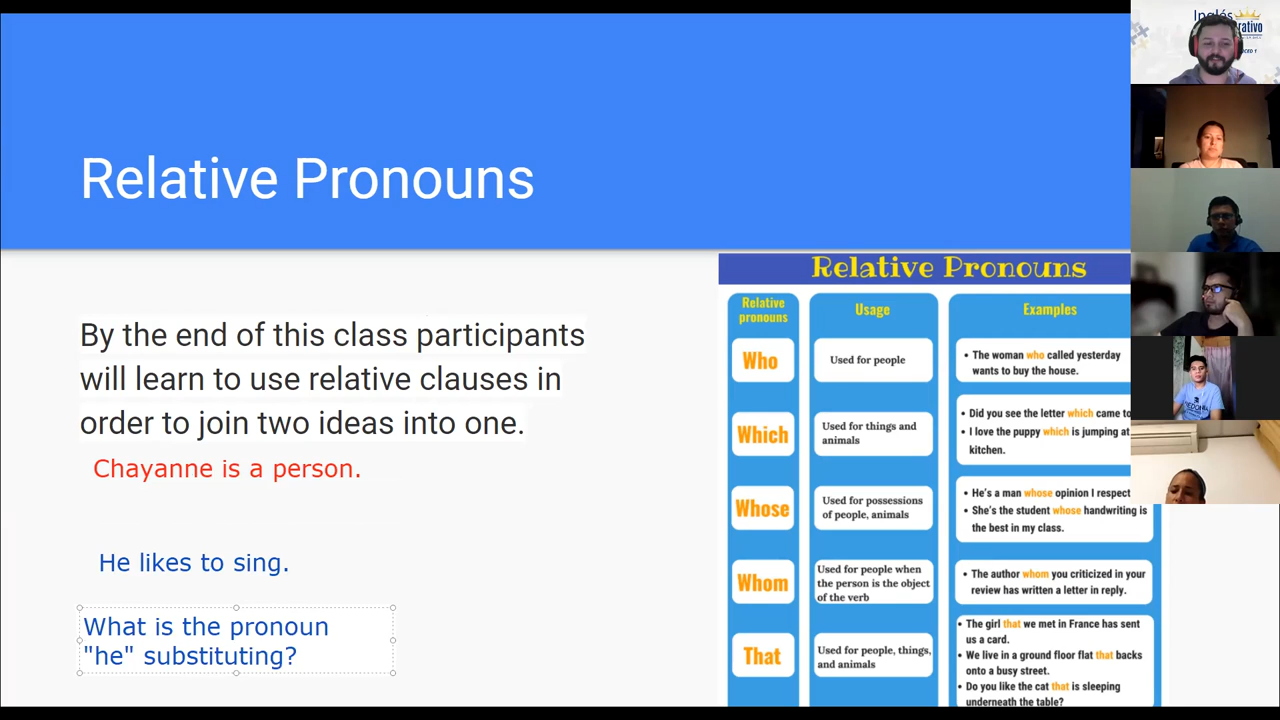 Relative Pronouns
By the end of this class participants
will learn to use relative clauses in
order to join two ideas into one.
Chayanne is a person.
He likes to sing.
What is the pronoun
"he" substituting?
Relative Pronouns
Relative
pronouns
Usage
Examples
Who
Used for people
• The woman who called yesterday
wants to buy the house.
Which
Used for things and
animals
• Did you see the letter which came to
• I love the puppy which is jumping at
kitchen.
Whose
Used for possessions
of people, animals
• He's a man whose opinion I respect
• She's the student whose handwriting is
the best in my class.
Whom
Used for people when
the person is the object
of the verb
• The author whom you criticized in your
review has written a letter in reply.
That
Used for people, things,
and animals
• The girl that we met in France has sent
us a card.
• We live in a ground floor flat that backs
onto a busy street.
• Do you like the cat that is sleeping
underneath the table?
Inglés